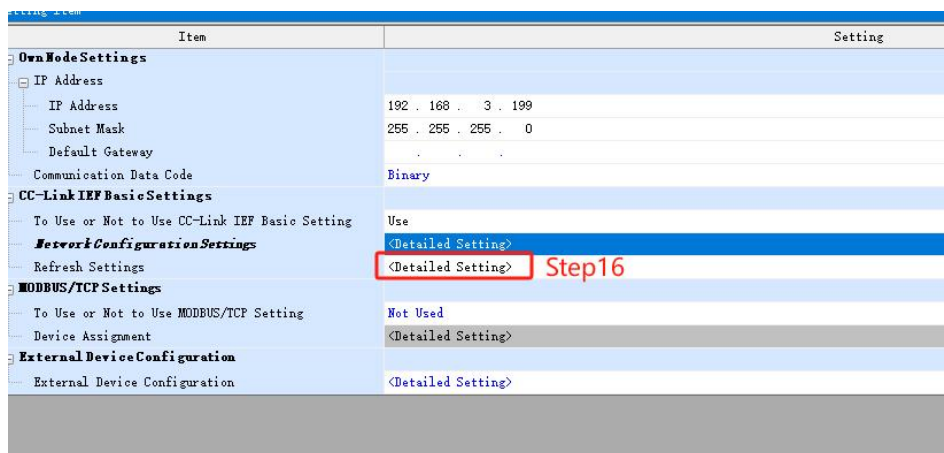 Setting Item
Item Setting
Own Node Settings
IP Address
IP Address 192 . 168 . 3 . 199
Subnet Mask 255 . 255 . 255 . 0
Default Gateway . . .
Communication Data Code Binary
CC-Link IEF Basic Settings
To Use or Not to Use CC-Link IEF Basic Setting Use
Network Configuration Settings <Detailed Setting>
Refresh Settings <Detailed Setting> Step16
MODBUS/TCP Settings
To Use or Not to Use MODBUS/TCP Setting Not Used
Device Assignment <Detailed Setting>
External Device Configuration
External Device Configuration <Detailed Setting>